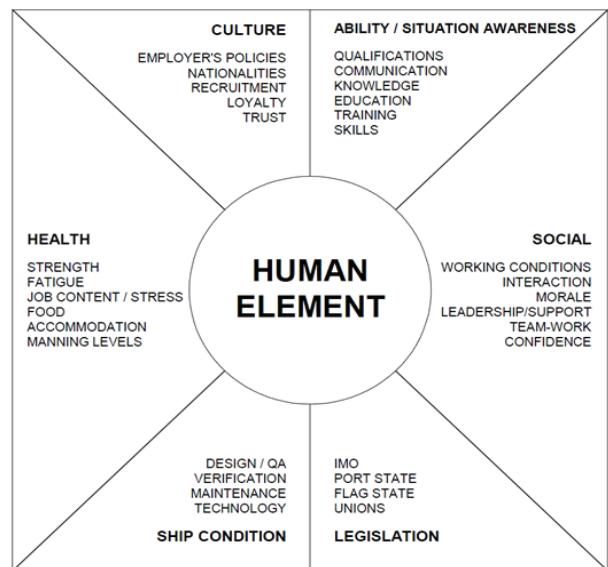 CULTURE
EMPLOYER'S POLICIES
NATIONALITIES
RECRUITMENT
LOYALTY
TRUST
ABILITY / SITUATION AWARENESS
QUALIFICATIONS
COMMUNICATION
KNOWLEDGE
EDUCATION
TRAINING
SKILLS
HEALTH
STRENGTH
FATIGUE
JOB CONTENT / STRESS
FOOD
ACCOMMODATION
MANNING LEVELS
HUMAN
ELEMENT
SOCIAL
WORKING CONDITIONS
INTERACTION
MORALE
LEADERSHIP/SUPPORT
TEAM-WORK
CONFIDENCE
DESIGN / QA
VERIFICATION
MAINTENANCE
TECHNOLOGY
SHIP CONDITION
IMO
PORT STATE
FLAG STATE
UNIONS
LEGISLATION